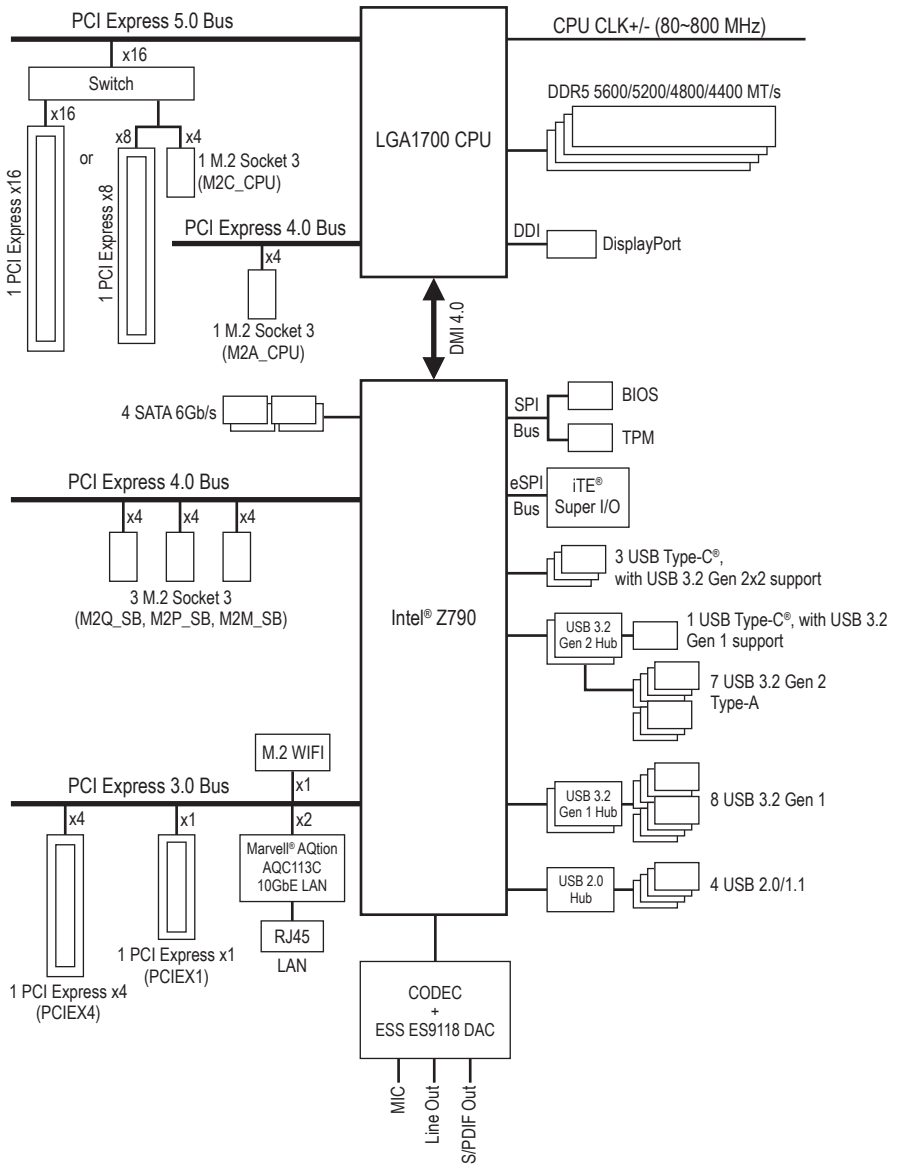 PCI Express 5.0 Bus
CPU CLK+/- (80~800 MHz)
x16
Switch
x16
x8
x4
or
1 PCI Express x16
1 PCI Express x8
1 M.2 Socket 3
(M2C_CPU)
LGA1700 CPU
DDR5 5600/5200/4800/4400 MT/s
PCI Express 4.0 Bus
x4
1 M.2 Socket 3
(M2A_CPU)
DDI
DisplayPort
DMI 4.0
4 SATA 6Gb/s
SPI
Bus
BIOS
TPM
PCI Express 4.0 Bus
x4
x4
x4
3 M.2 Socket 3
(M2Q_SB, M2P_SB, M2M_SB)
eSPI
Bus
iTE®
Super I/O
3 USB Type-C®,
with USB 3.2 Gen 2x2 support
Intel® Z790
USB 3.2
Gen 2 Hub
1 USB Type-C®, with USB 3.2
Gen 1 support
7 USB 3.2 Gen 2
Type-A
M.2 WIFI
x1
PCI Express 3.0 Bus
x4
x1
x2
Marvell® AQtion
AQC113C
10GbE LAN
RJ45
LAN
1 PCI Express x1
(PCIEX1)
1 PCI Express x4
(PCIEX4)
USB 3.2
Gen 1 Hub
8 USB 3.2 Gen 1
USB 2.0
Hub
4 USB 2.0/1.1
CODEC
+
ESS ES9118 DAC
MIC
Line Out
S/PDIF Out